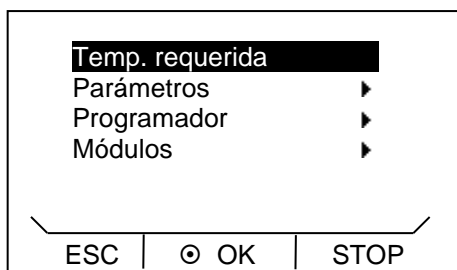 Temp. requerida
Parámetros
Programador
Módulos
ESC OK STOP